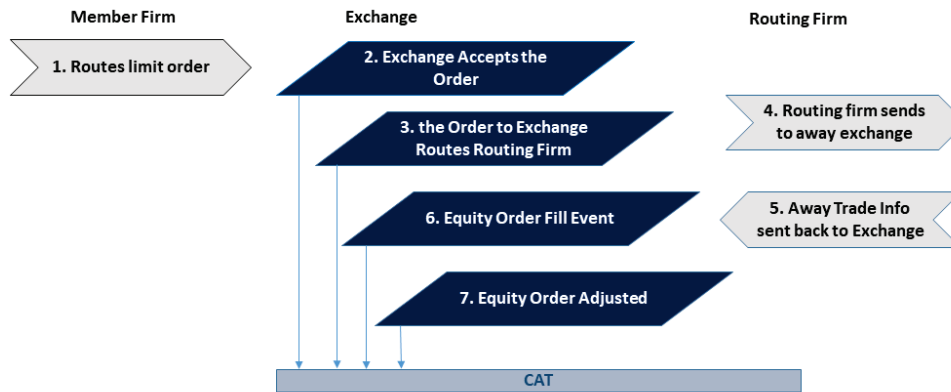 Member Firm
Exchange
Routing Firm
1. Routes limit order
2. Exchange Accepts the
Order
3. the Order to Exchange
Routes Routing Firm
4. Routing firm sends
to away exchange
6. Equity Order Fill Event
5. Away Trade Info
sent back to Exchange
7. Equity Order Adjusted
CAT